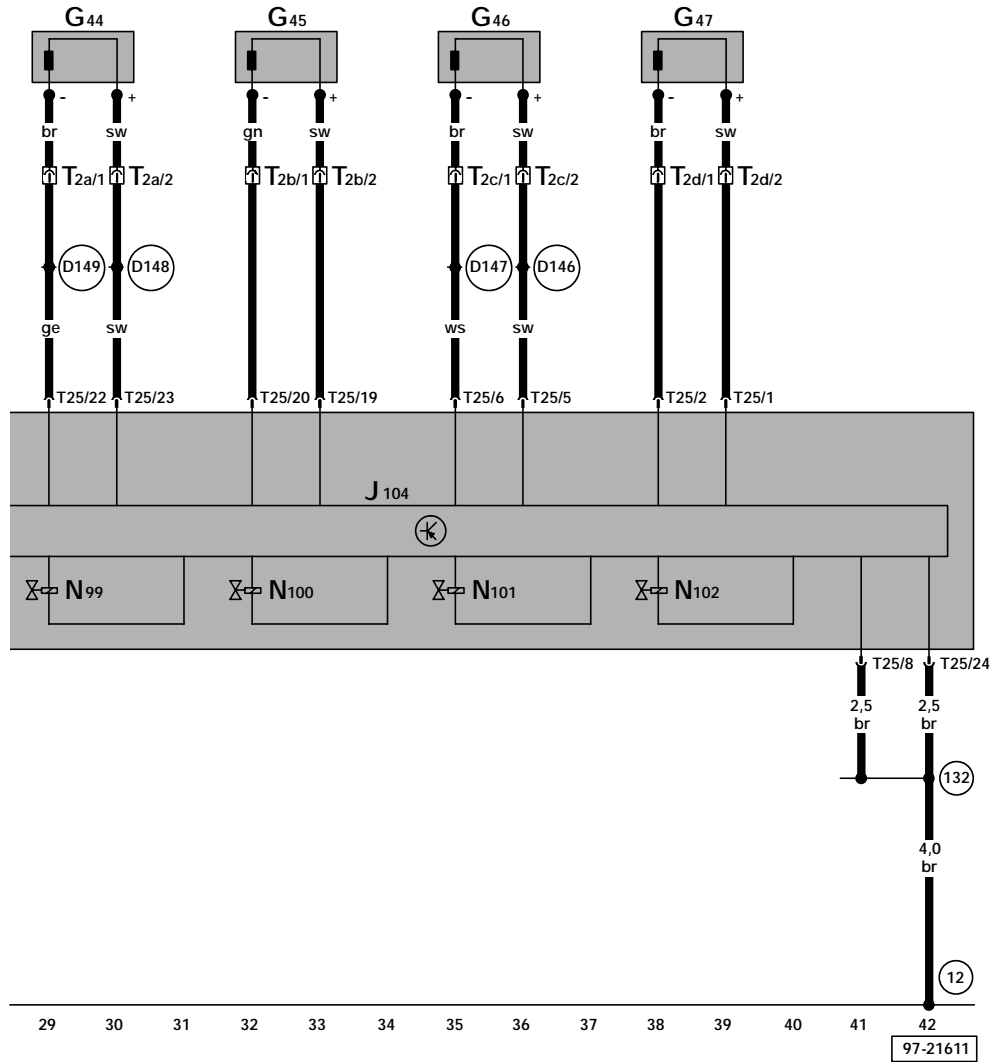 G44 G45 G46 G47
- + - + - + - +
br sw gn sw br sw br sw
T2a/1 T2a/2 T2b/1 T2b/2 T2c/1 T2c/2 T2d/1 T2d/2
D149 D148 D147 D146
ge sw ws sw
T25/22 T25/23 T25/20 T25/19 T25/6 T25/5 T25/2 T25/1
J104
N99 N100 N101 N102
T25/8 T25/24
2,5 2,5
br br
132
4,0
br
12
29 30 31 32 33 34 35 36 37 38 39 40 41 42
97-21611